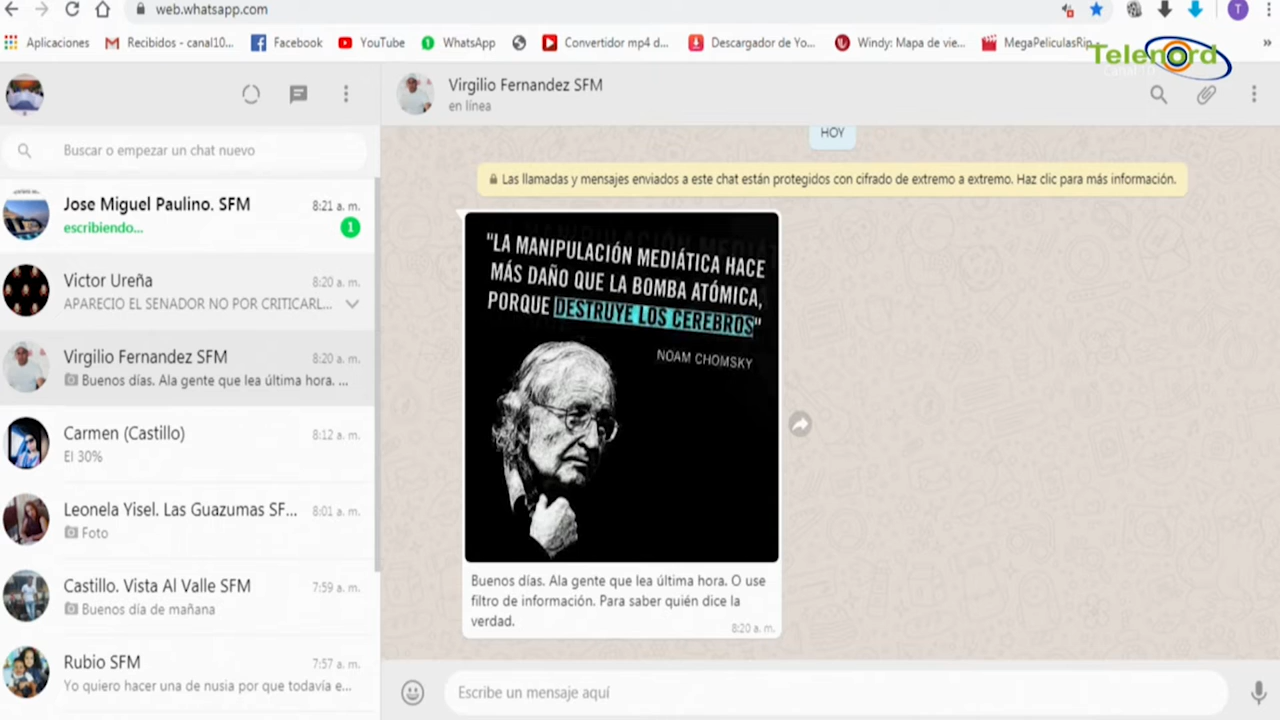 web.whatsapp.com
T
Aplicaciones
Recibidos - canal10...
Facebook
YouTube
WhatsApp
Convertidor mp4 d...
Descargador de Yo...
Windy: Mapa de vie...
MegaPeliculasRip
»
Telenord
Virgilio Fernandez SFM
en línea
Buscar o empezar un chat nuevo
Jose Miguel Paulino. SFM
8:21 a. m.
escribiendo...
1
Victor Ureña
8:20 a. m.
APARECIO EL SENADOR NO POR CRITICARL...
Virgilio Fernandez SFM
8:20 a. m.
Buenos días. Ala gente que lea última hora. ...
Carmen (Castillo)
8:12 a. m.
El 30%
Leonela Yisel. Las Guazumas SF...
8:01 a. m.
Foto
Castillo. Vista Al Valle SFM
7:59 a. m.
Buenos día de mañana
Rubio SFM
7:57 a. m.
Yo quiero hacer una de nusia por que todavía e...
HOY
Las llamadas y mensajes enviados a este chat están protegidos con cifrado de extremo a extremo. Haz clic para más información.
"LA MANIPULACIÓN MEDIÁTICA HACE
MÁS DAÑO QUE LA BOMBA ATÓMICA,
PORQUE DESTRUYE LOS CEREBROS"
NOAM CHOMSKY
Buenos días. Ala gente que lea última hora. O use
filtro de información. Para saber quién dice la
verdad.
8:20 a. m.
Escribe un mensaje aquí